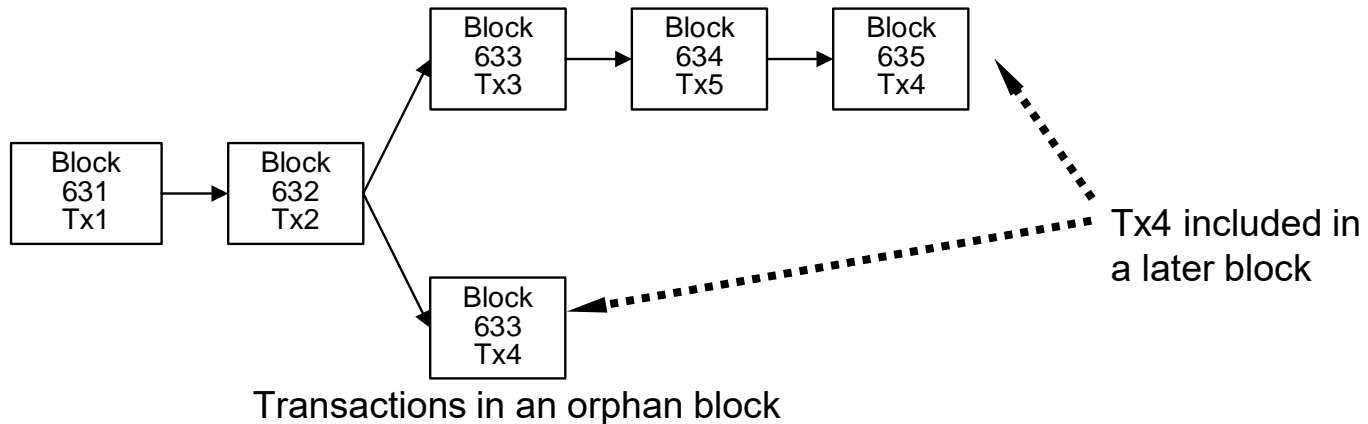 Block
633
Tx3
Block
634
Tx5
Block
635
Tx4
Block
631
Tx1
Block
632
Tx2
Tx4 included in
a later block
Block
633
Tx4
Transactions in an orphan block